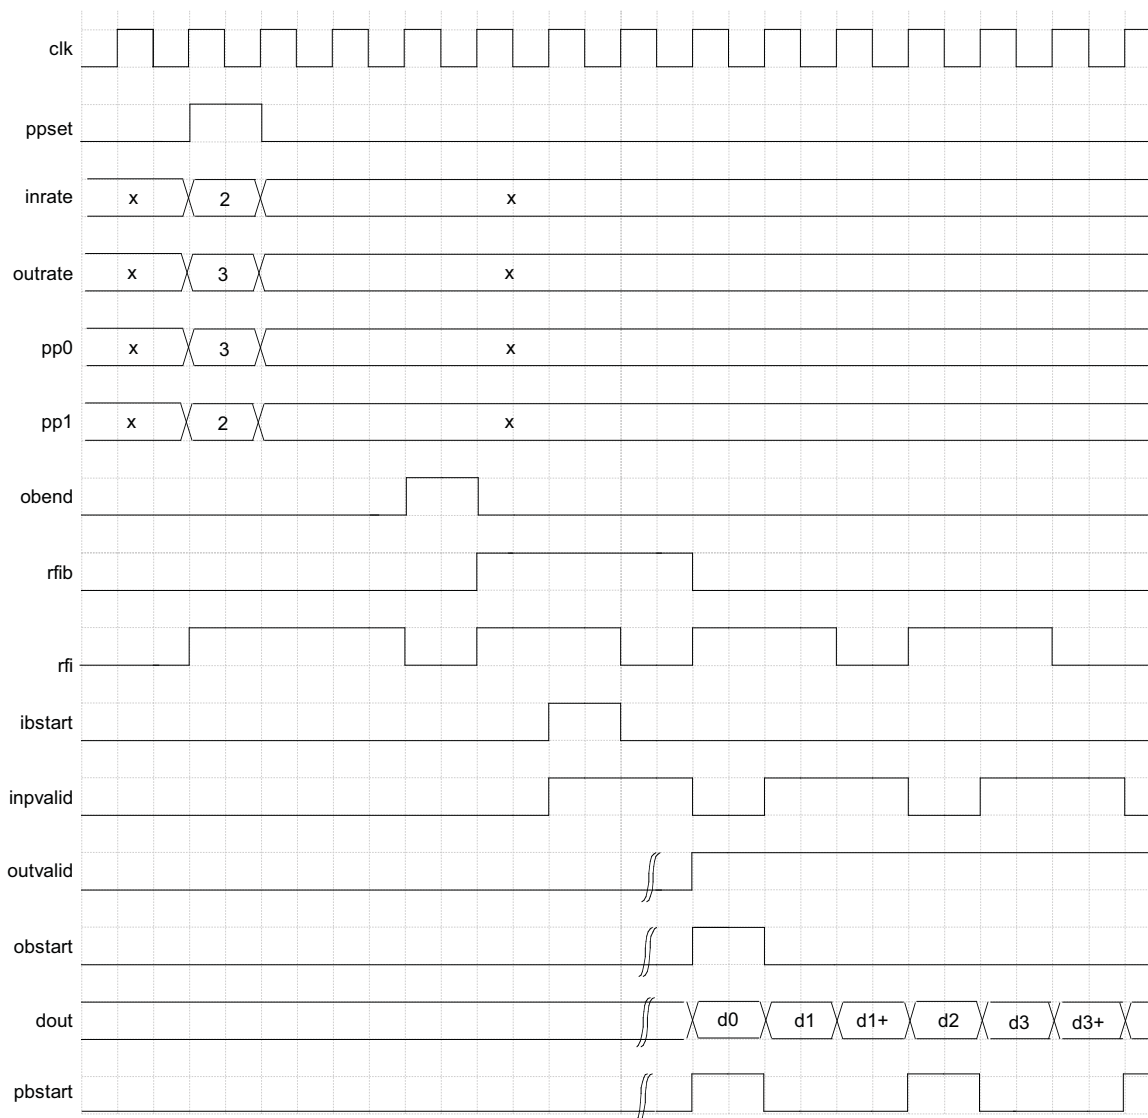 clk
ppset
inrate x 2 x
outrate x 3 x
pp0 x 3 x
pp1 x 2 x
obend
rfib
rfi
ibstart
inpvalid
outvalid
obstart
dout d0 d1 d1+ d2 d3 d3+
pbstart